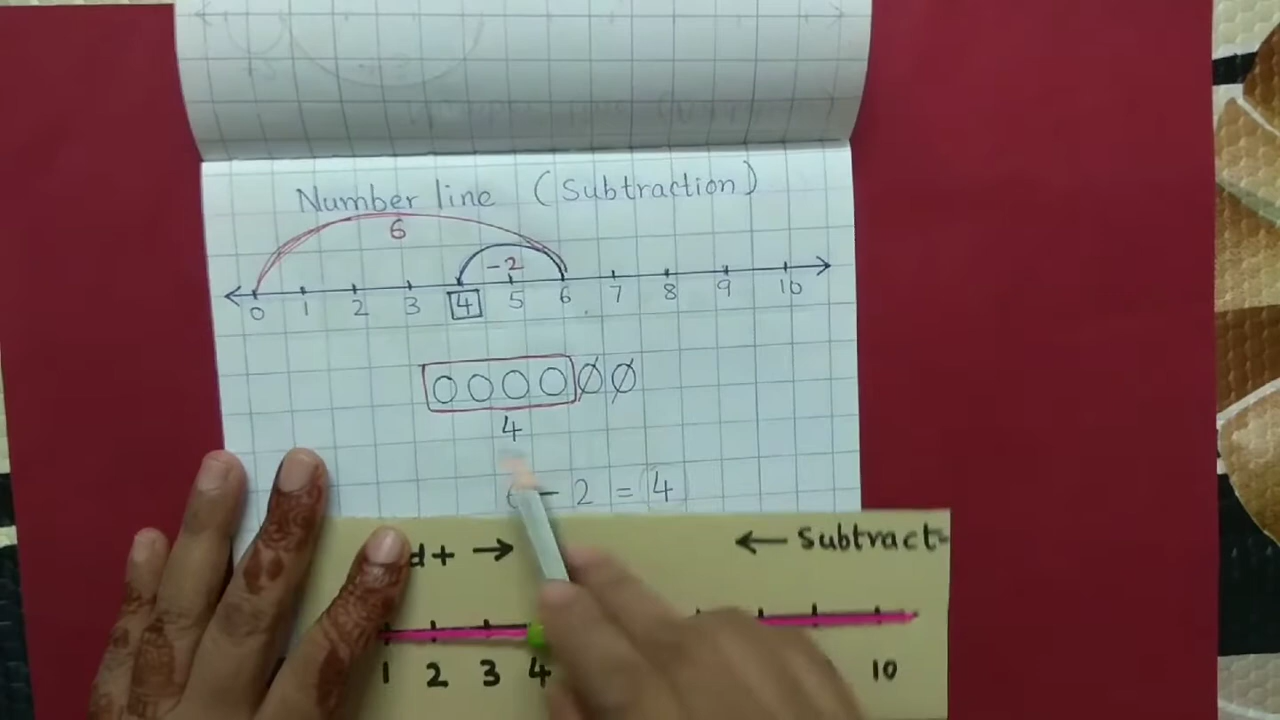 Number line (Subtraction)
6
-2
0 1 2 3 4 5 6 7 8 9 10
4
- 2 = 4
d+ → ← Subtract-
1 2 3 4 10